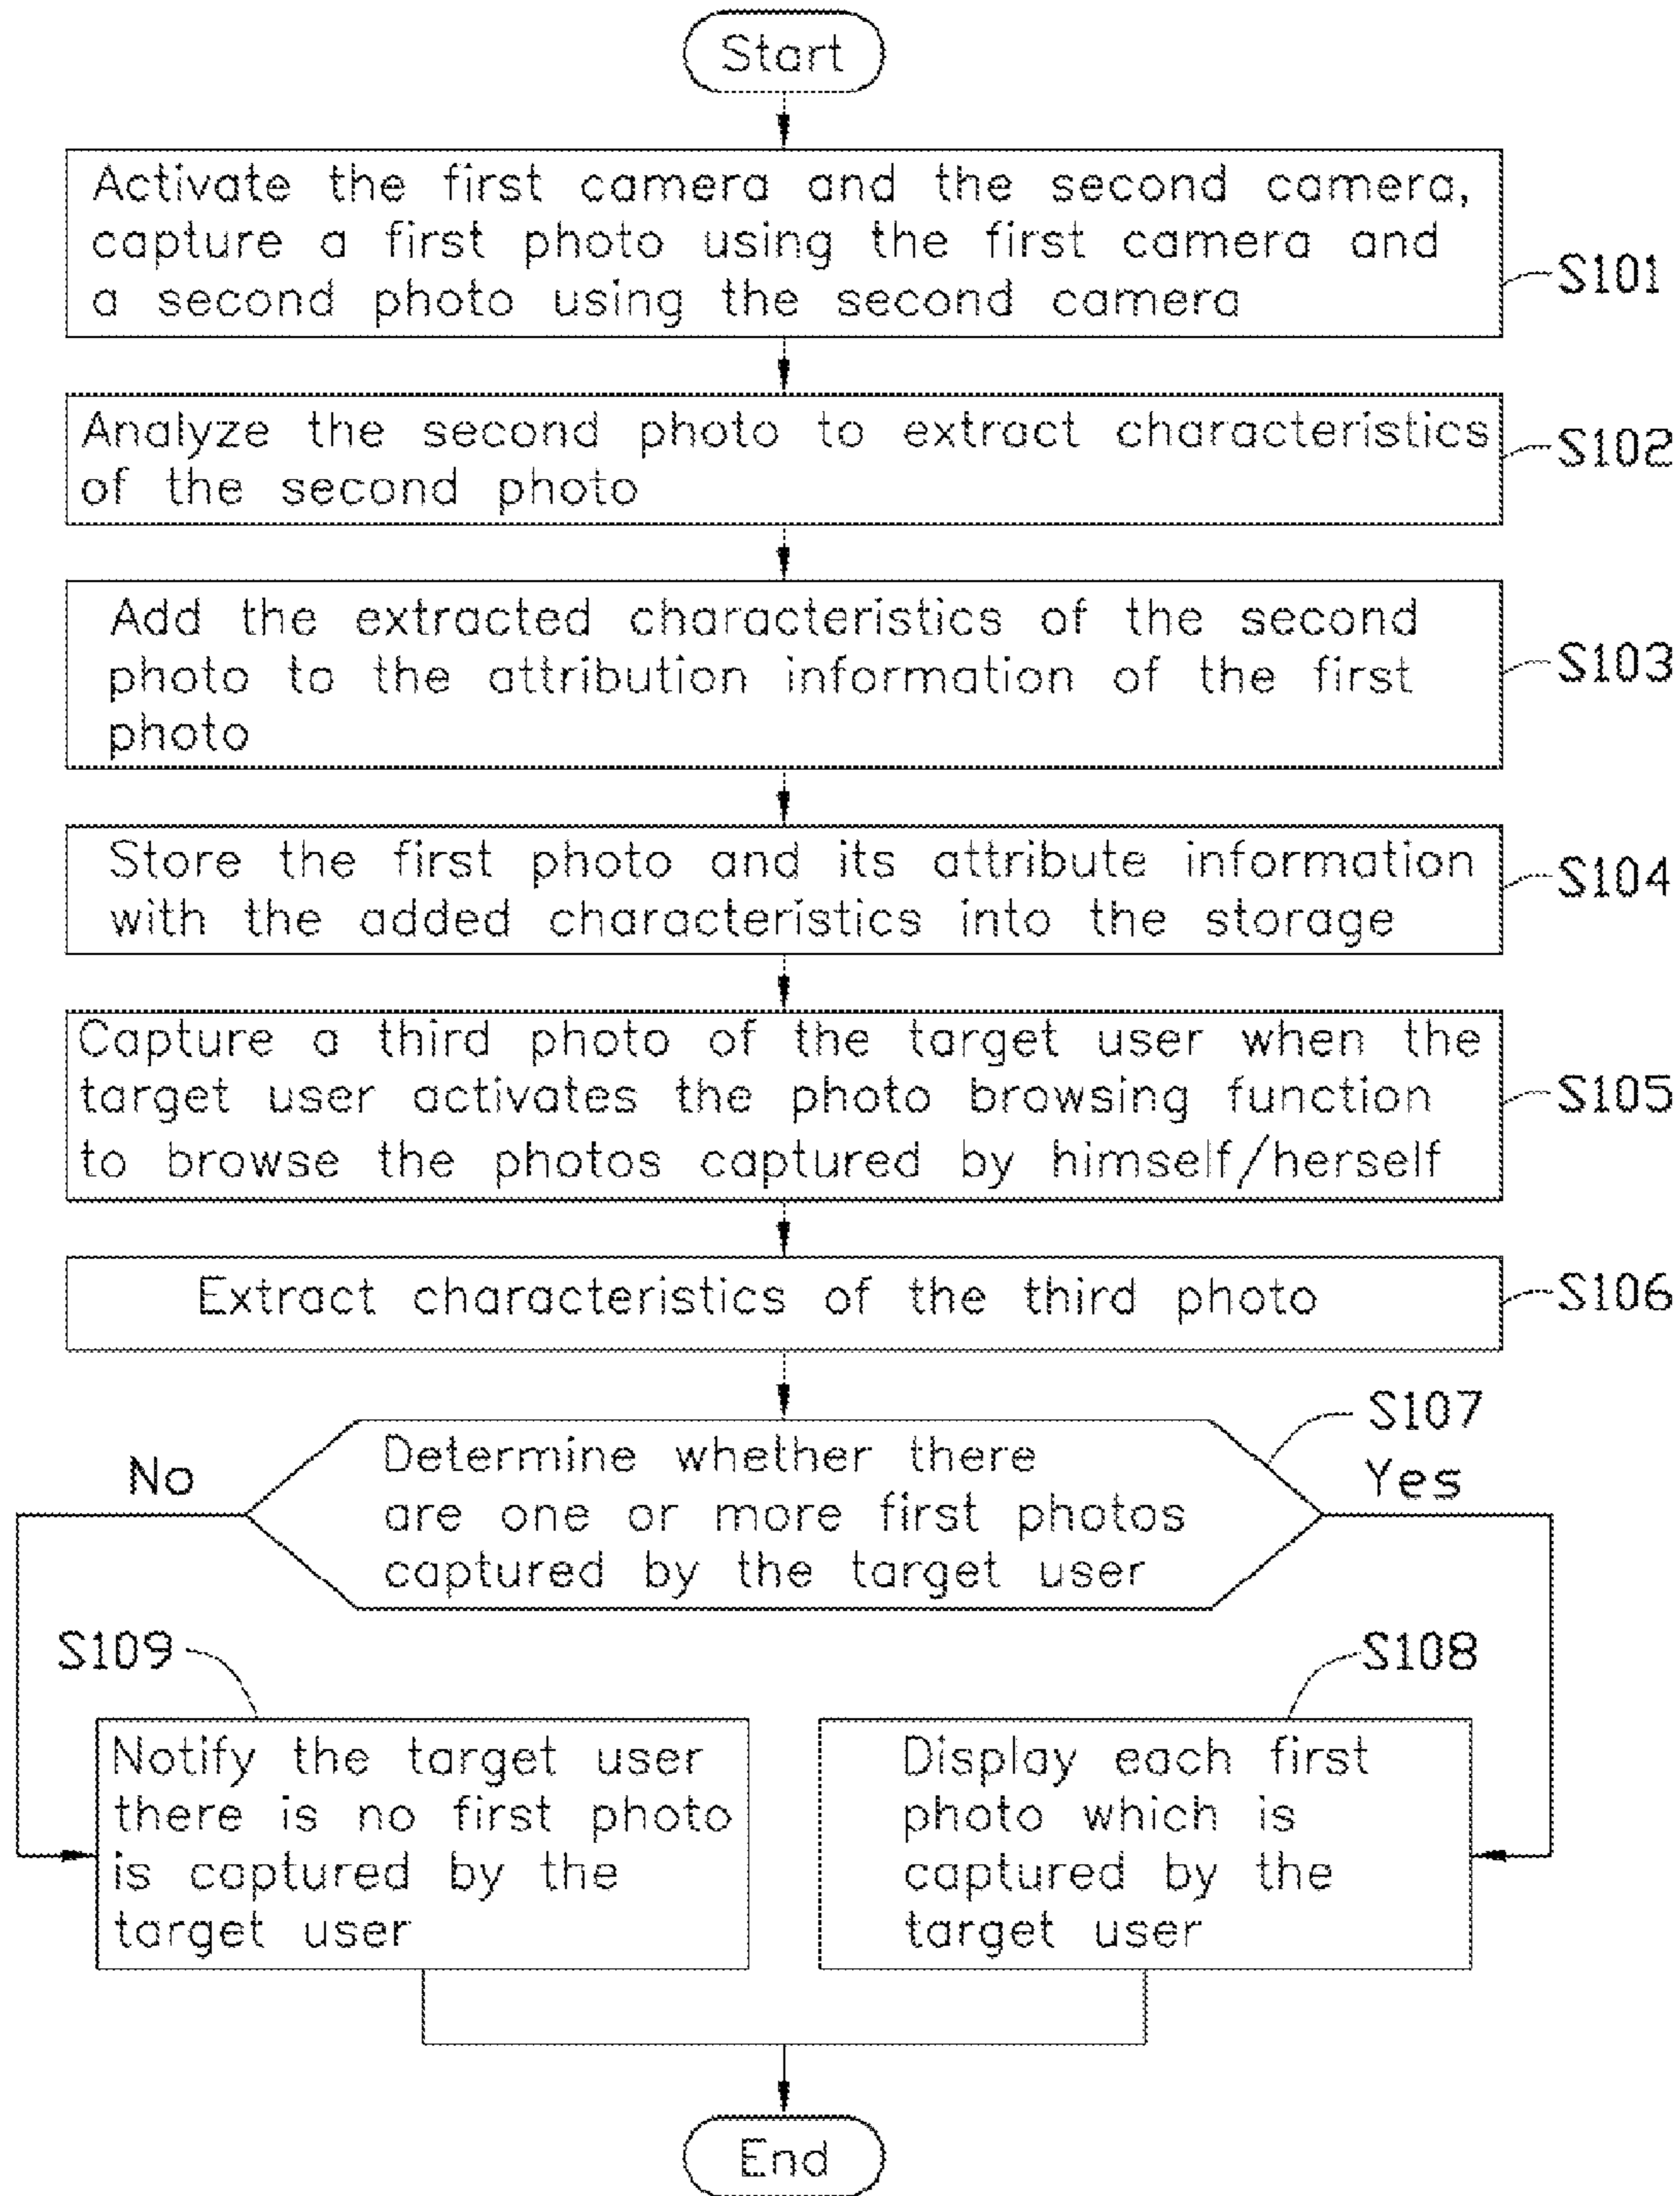 Start
Activate the first camera and the second camera,
capture a first photo using the first camera and
a second photo using the second camera
S101
Analyze the second photo to extract characteristics
of the second photo
S102
Add the extracted characteristics of the second
photo to the attribution information of the first
photo
S103
Store the first photo and its attribute information
with the added characteristics into the storage
S104
Capture a third photo of the target user when the
target user activates the photo browsing function
to browse the photos captured by himself/herself
S105
Extract characteristics of the third photo
S106
S107
No
Yes
Determine whether there
are one or more first photos
captured by the target user
S109
S108
Notify the target user
there is no first photo
is captured by the
target user
Display each first
photo which is
captured by the
target user
End